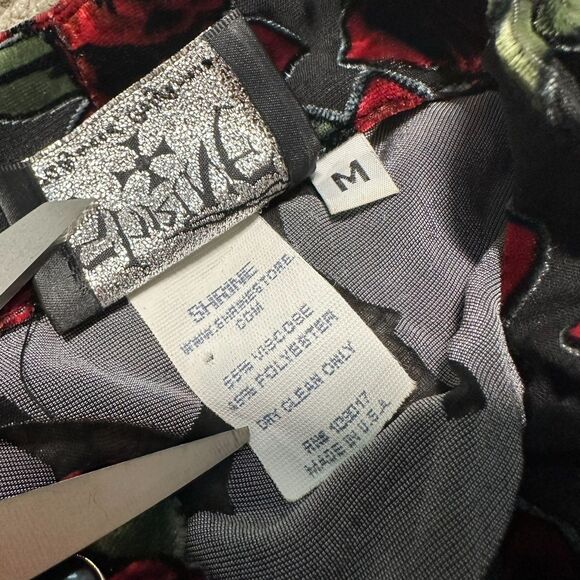 Shrine
M
SHRINE
WWW.SHRINESTORE.
COM
55% VISCOSE
45% POLYESTER
DRY CLEAN ONLY
RN# 103017
MADE IN U.S.A.